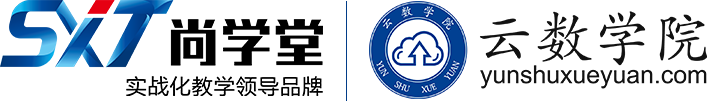 SXT 尚学堂
实战化教学领导品牌
云数学院
YUN SHU XUE YUAN
云数学院
yunshuxueyuan.com